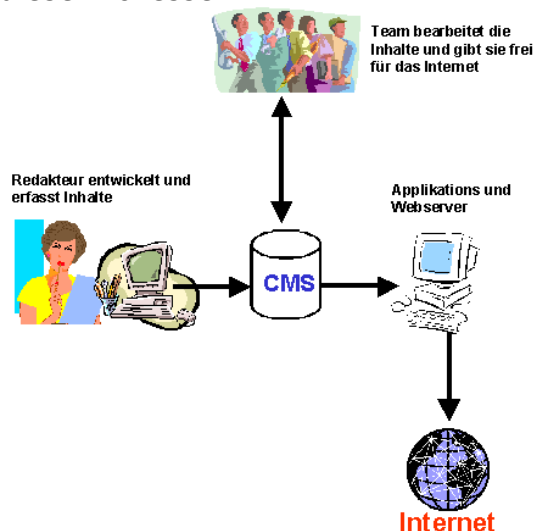 Team bearbeitet die
Inhalte und gibt sie frei
für das Internet
Redakteur entwickelt und
erfasst Inhalte
Applikations und
Webserver
CMS
Internet